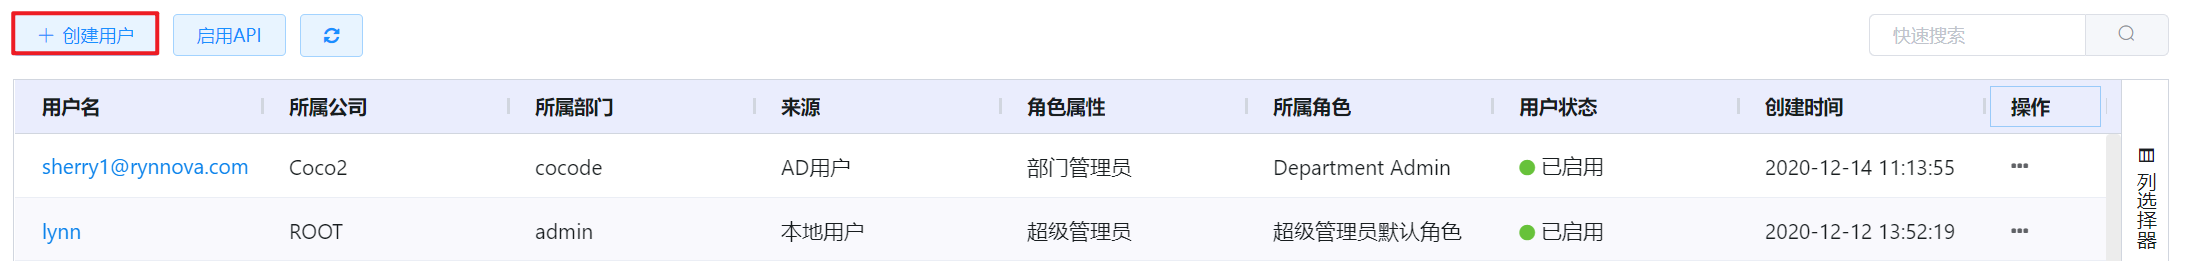 + 创建用户 启用API 快速搜索
用户名 所属公司 所属部门 来源 角色属性 所属角色 用户状态 创建时间 操作
sherry1@rynnova.com Coco2 cocode AD用户 部门管理员 Department Admin 已启用 2020-12-14 11:13:55 ···
lynn ROOT admin 本地用户 超级管理员 超级管理员默认角色 已启用 2020-12-12 13:52:19 ···
列选择器